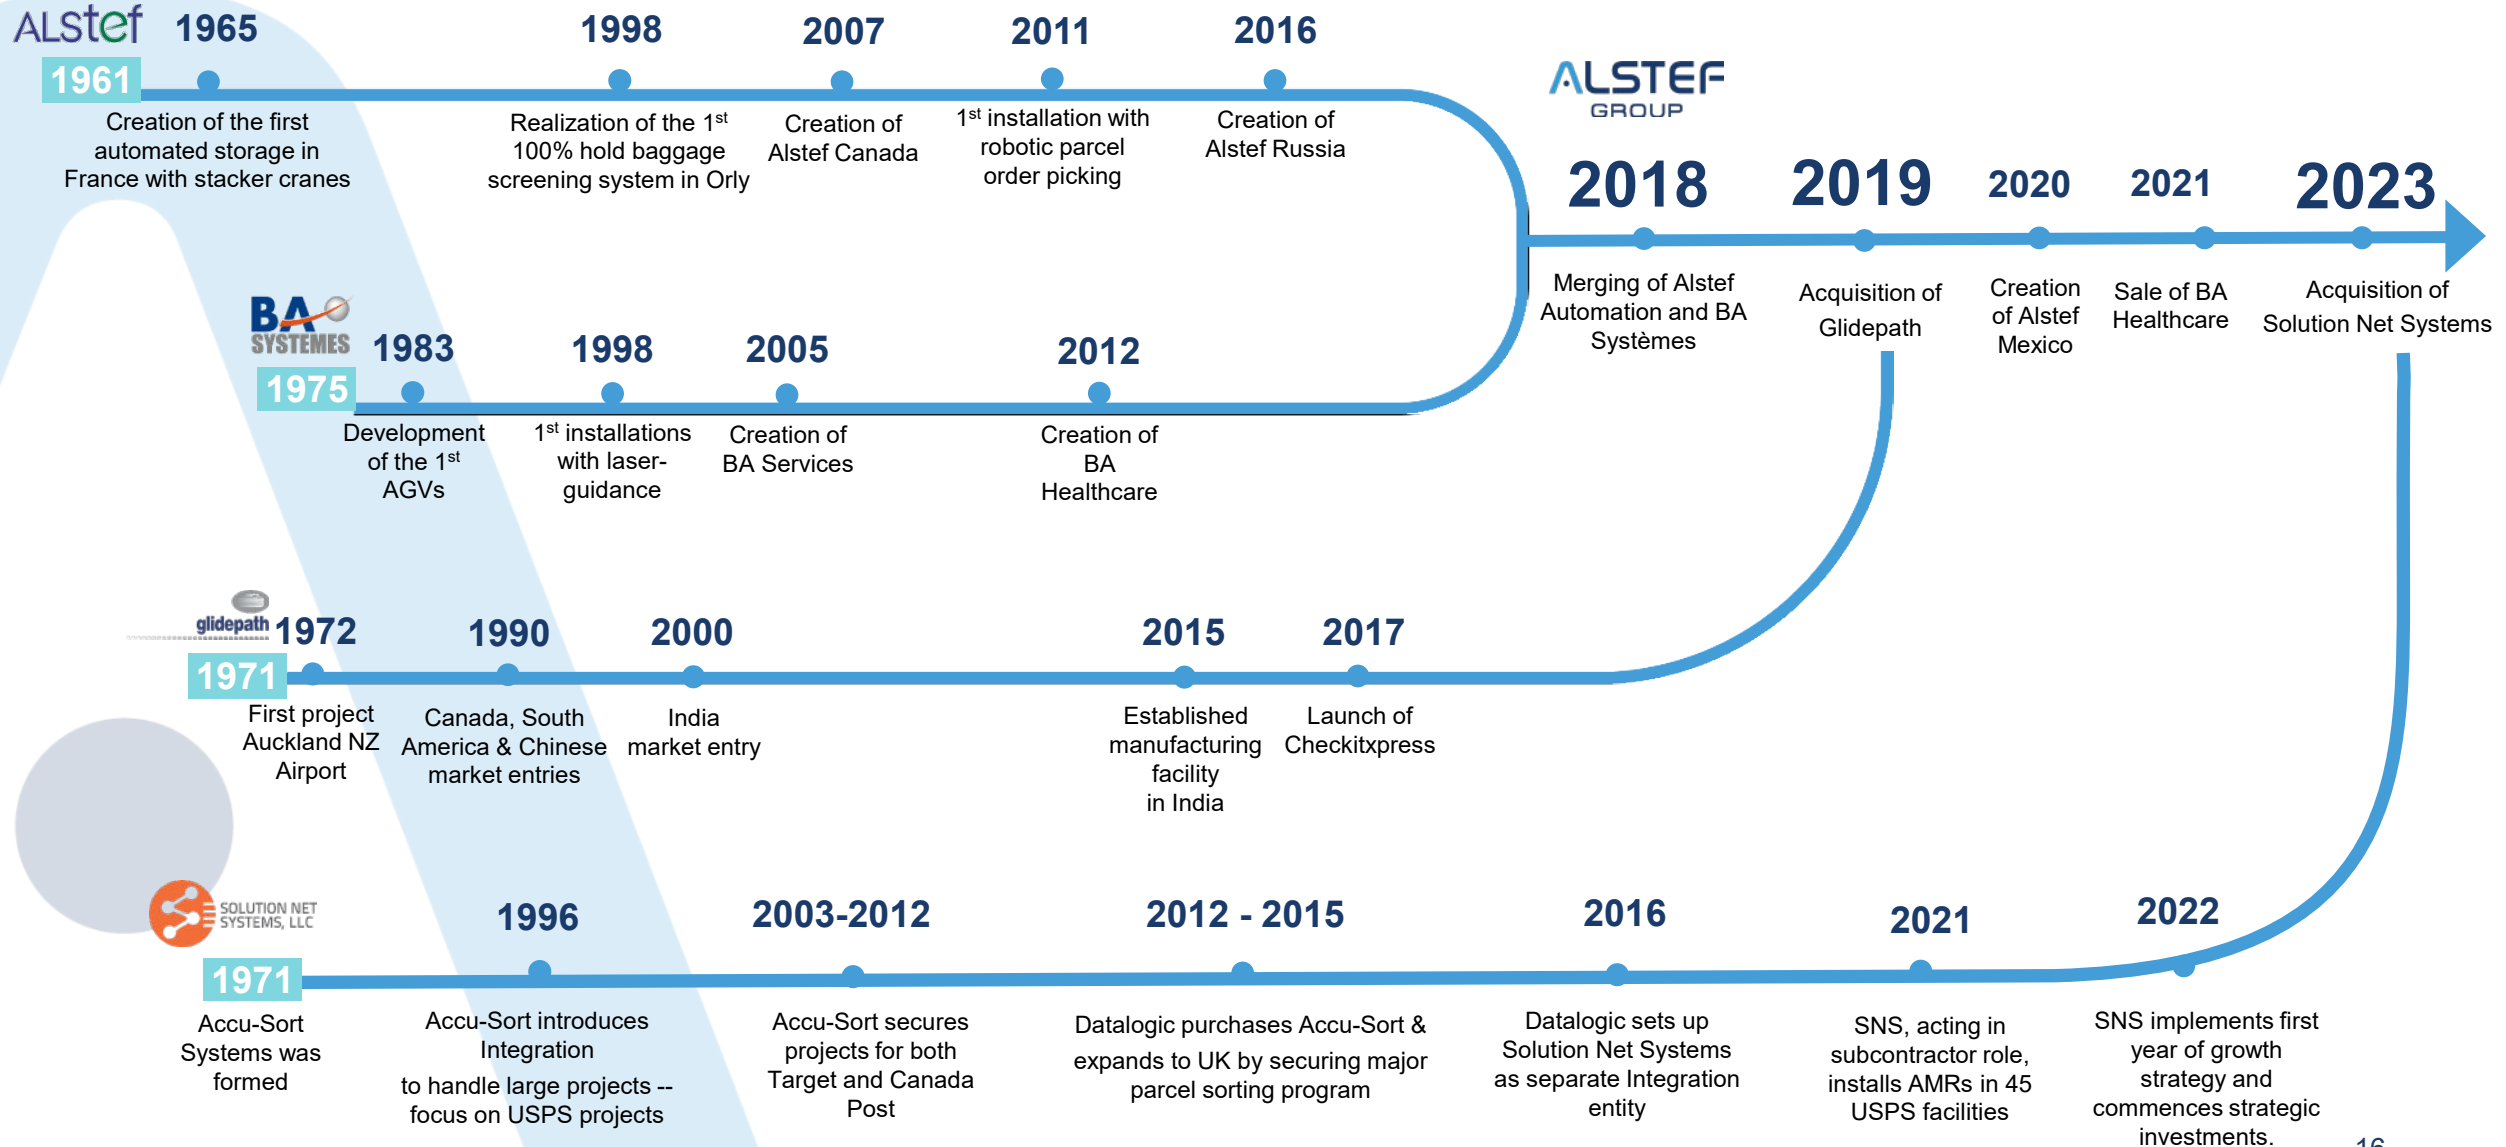 ALStef
1965
1998
2007
2011
2016
1961
Creation of the first
automated storage in
France with stacker cranes
Realization of the 1st
100% hold baggage
screening system in Orly
Creation of
Alstef Canada
1st installation with
robotic parcel
order picking
Creation of
Alstef Russia
ALSTEF
GROUP
2018
2019
2020
2021
2023
Merging of Alstef
Automation and BA
Systèmes
Acquisition of
Glidepath
Creation
of Alstef
Mexico
Sale of BA
Healthcare
Acquisition of
Solution Net Systems
BA
SYSTEMES
1983
1998
2005
2012
1975
Development
of the 1st
AGVs
1st installations
with laser-
guidance
Creation of
BA Services
Creation of
BA
Healthcare
glidepath
1972
1990
2000
2015
2017
1971
First project
Auckland NZ
Airport
Canada, South
America & Chinese
market entries
India
market entry
Established
manufacturing
facility
in India
Launch of
Checkitxpress
SOLUTION NET
SYSTEMS, LLC
1996
2003-2012
2012 - 2015
2016
2021
2022
1971
Accu-Sort
Systems was
formed
Accu-Sort introduces
Integration
to handle large projects --
focus on USPS projects
Accu-Sort secures
projects for both
Target and Canada
Post
Datalogic purchases Accu-Sort &
expands to UK by securing major
parcel sorting program
Datalogic sets up
Solution Net Systems
as separate Integration
entity
SNS, acting in
subcontractor role,
installs AMRs in 45
USPS facilities
SNS implements first
year of growth
strategy and
commences strategic
investments.
16